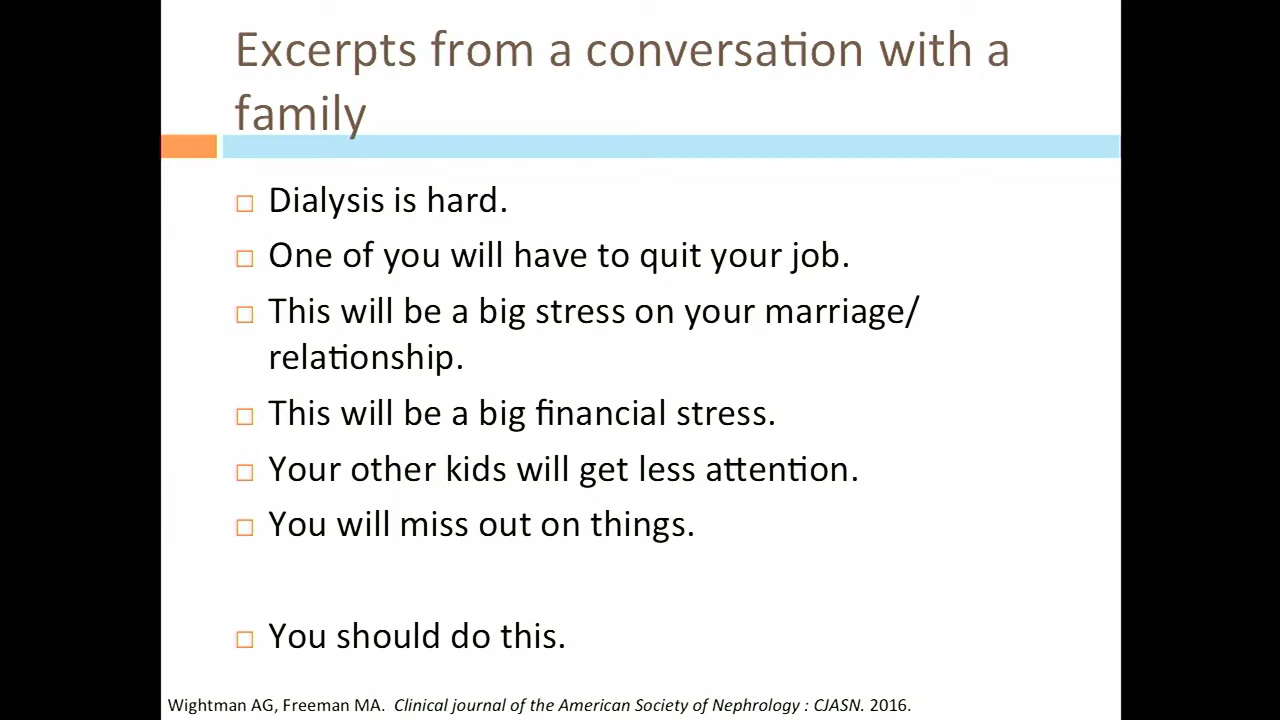 Excerpts from a conversation with a
family
Dialysis is hard.
One of you will have to quit your job.
This will be a big stress on your marriage/
relationship.
This will be a big financial stress.
Your other kids will get less attention.
You will miss out on things.
You should do this.
Wightman AG, Freeman MA. Clinical journal of the American Society of Nephrology : CJASN. 2016.